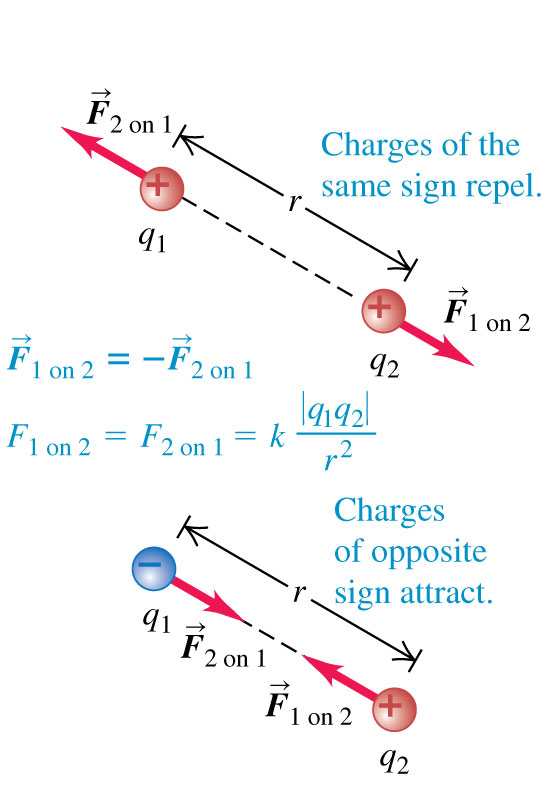 F⃗2 on 1
Charges of the
same sign repel.
r
+
q1
+
F⃗1 on 2
q2
F⃗1 on 2 = −F⃗2 on 1
F1 on 2 = F2 on 1 = k |q1q2| / r²
Charges
of opposite
sign attract.
−
r
q1
F⃗2 on 1
F⃗1 on 2
+
q2